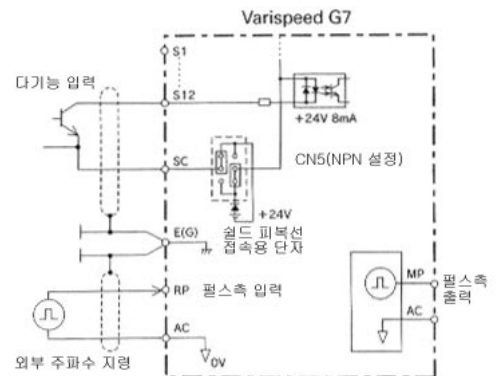 Varispeed G7
S1
다기능 입력
S12
+24V 8mA
SC
CN5(NPN 설정)
+24V
E(G)
쉴드 피복선
접속용 단자
RP
펄스측 입력
MP
펄스측
출력
AC
AC
외부 주파수 지령
0V